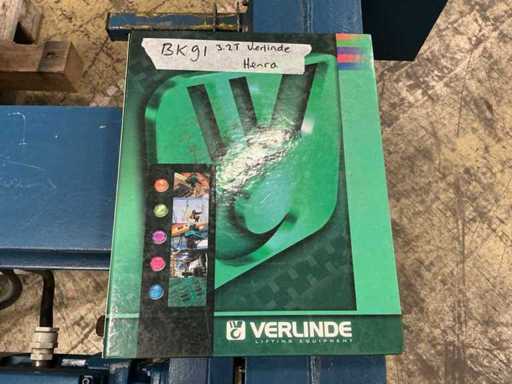 BK91 3.2T Verlinde
Henra
VERLINDE
LIFTING EQUIPMENT